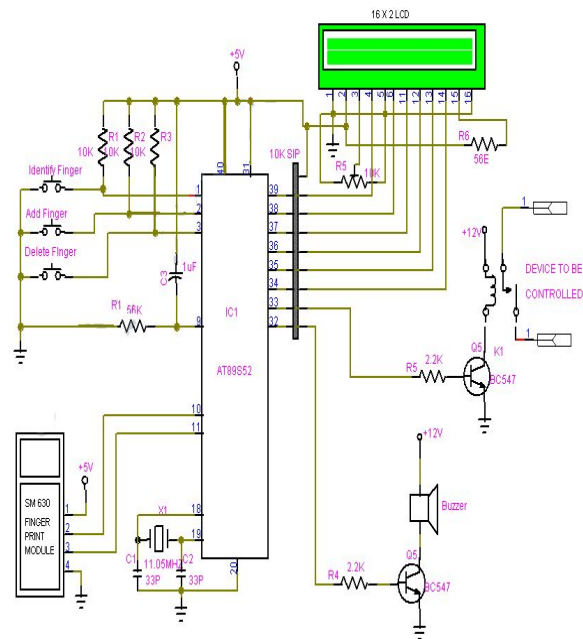 16 X 2 LCD
+5V
1 2 3 4 5 6 11 12 13 14 15 16
R1 R2 R3
10K 10K 10K
10K SIP
R6
56E
R5
10K
40 31
Identify Finger
Add Finger
Delete Finger
1
2
3
39
38
37
36
35
34
33
32
C3
1uF
R1
56K
9
IC1
AT89S52
+12V
1
DEVICE TO BE
CONTROLLED
1
K1
Q5
BC547
R5
2.2K
10
11
+5V
SM 630
FINGER
PRINT
MODULE
1
2
3
4
18
X1
19
C1
11.05MHZ
C2
33P
33P
20
+12V
Buzzer
R4
2.2K
Q5
BC547